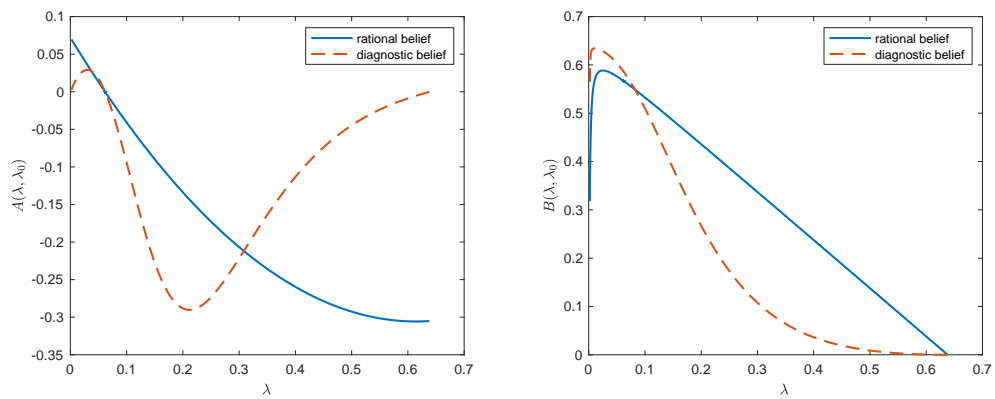 0.1
0.05
0
-0.05
-0.1
-0.15
-0.2
-0.25
-0.3
-0.35
A(λ, λ₀)
rational belief
diagnostic belief
0 0.1 0.2 0.3 0.4 0.5 0.6 0.7
λ
0.7
0.6
0.5
0.4
0.3
0.2
0.1
0
B(λ, λ₀)
rational belief
diagnostic belief
0 0.1 0.2 0.3 0.4 0.5 0.6 0.7
λ